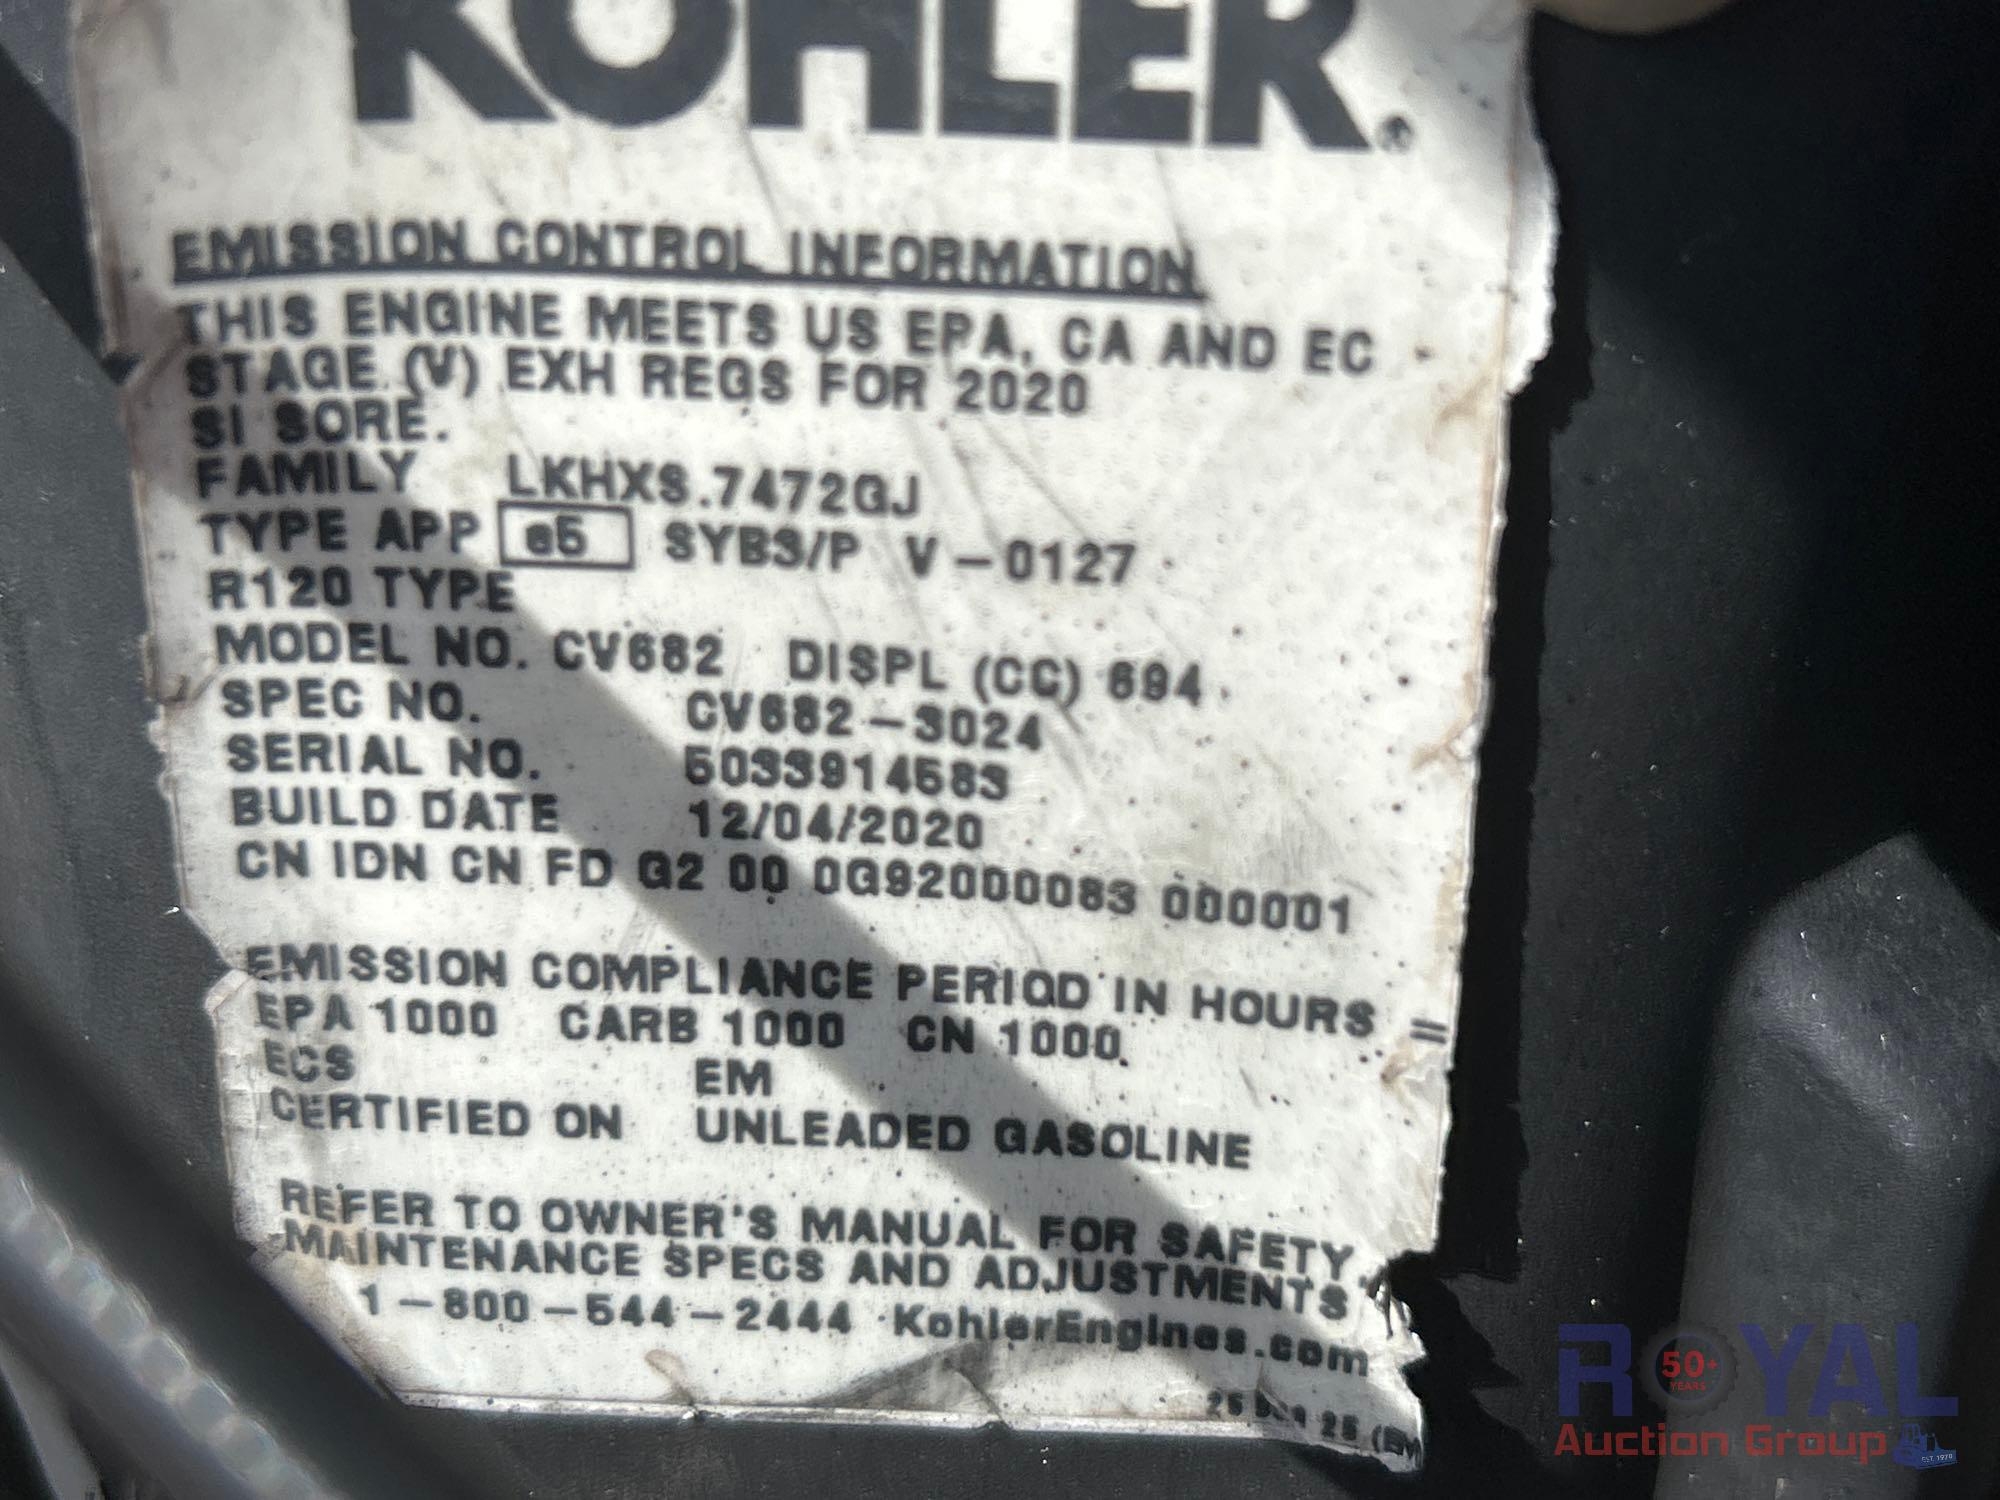 KOHLER®
EMISSION CONTROL INFORMATION
THIS ENGINE MEETS US EPA, CA AND EC
STAGE (V) EXH REGS FOR 2020
SI SORE.
FAMILY LKHXS.7472GJ
TYPE APP e5 SYBS/P V-0127
R120 TYPE
MODEL NO. CV682 DISPL (CC) 694
SPEC NO. CV682-3024
SERIAL NO. 5033914583
BUILD DATE 12/04/2020
CN IDN CN FD G2 00 0G92000083 000001
EMISSION COMPLIANCE PERIOD IN HOURS =
EPA 1000 CARB 1000 CN 1000
ECS EM
CERTIFIED ON UNLEADED GASOLINE
REFER TO OWNER'S MANUAL FOR SAFETY,
MAINTENANCE SPECS AND ADJUSTMENTS
1-800-544-2444 KohlerEngines.com
ROYAL
50+
YEARS
Auction Group
EST. 1970